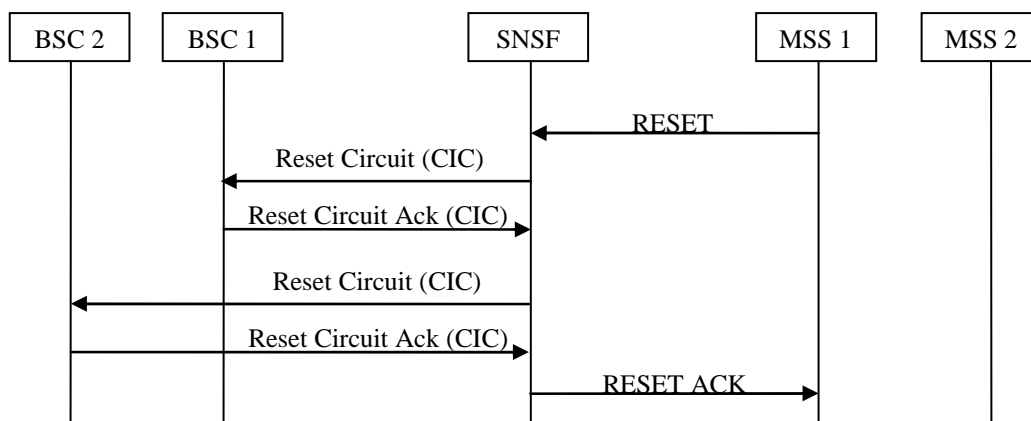 BSC 2
BSC 1
SNSF
MSS 1
MSS 2
RESET
Reset Circuit (CIC)
Reset Circuit Ack (CIC)
Reset Circuit (CIC)
Reset Circuit Ack (CIC)
RESET ACK